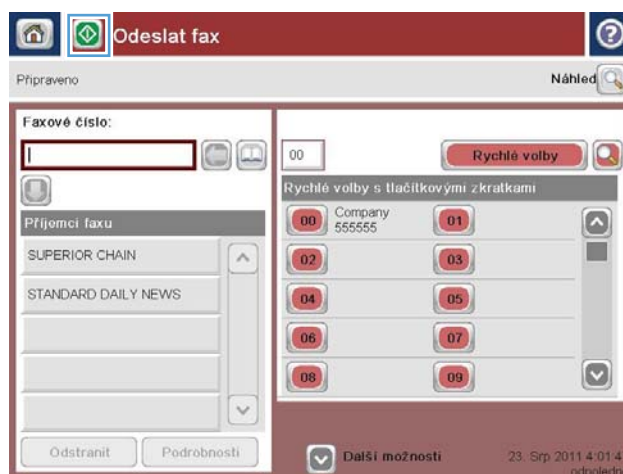 Odeslat fax
Připraveno
Náhled
Faxové číslo:
00
Rychlé volby
Rychlé volby s tlačítkovými zkratkami
Příjemci faxu
SUPERIOR CHAIN
STANDARD DAILY NEWS
00 Company 01
555555
02 03
04 05
06 07
08 09
Odstranit Podrobnosti
Další možnosti
23. Srp 2011 4:01:4
odpoledn